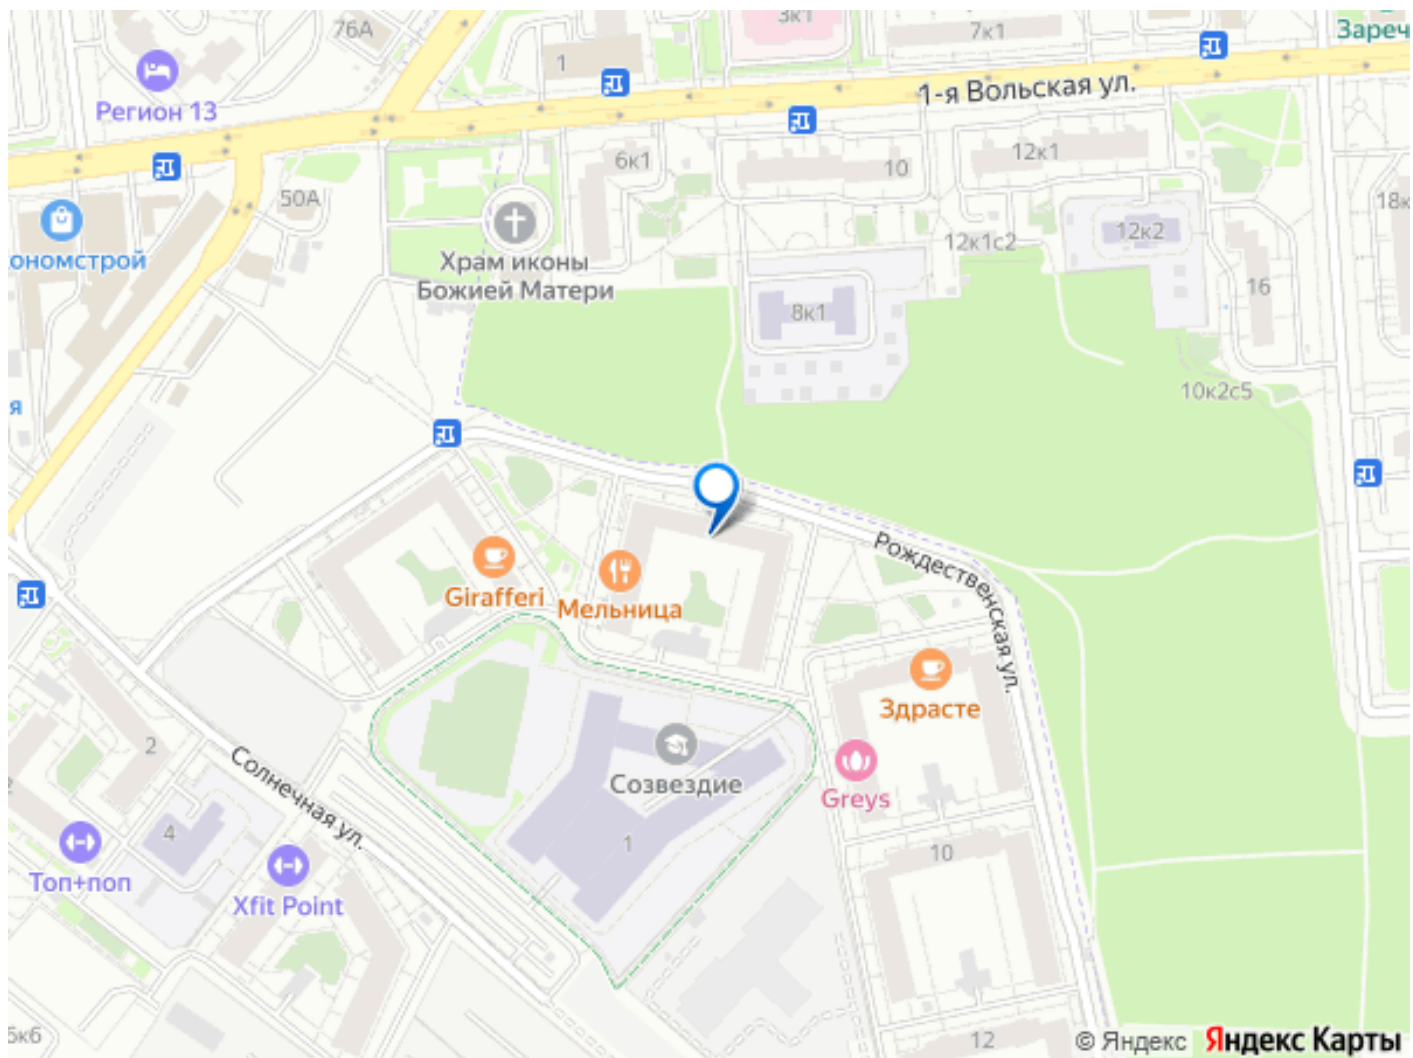 76А
3к1
7к1
Зареч
1
Регион 13
1-я Вольская ул.
6к1
10
12к1
50А
18к
12к2
12к1с2
ономстрой
Храм иконы
Божией Матери
16
8к1
10к2с5
я
Рождественская ул.
Girafferi
Мельница
Здрасте
2
Солнечная ул.
Созвездие
Greys
4
1
10
Топ+поп
Xfit Point
6к6
12
© Яндекс Яндекс Карты